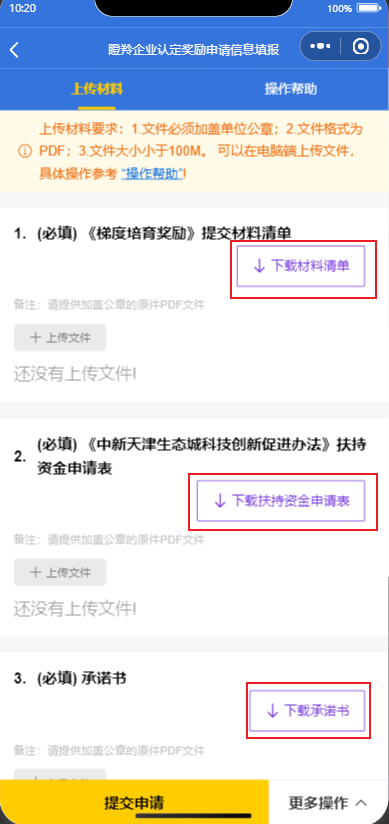 10:20
100%
瞪羚企业认定奖励申请信息填报
上传材料
操作帮助
上传材料要求：1.文件必须加盖单位公章；2.文件格式为
PDF；3.文件大小小于100M。可以在电脑端上传文件，
具体操作参考 “操作帮助”!
1. (必填) 《梯度培育奖励》提交材料清单
下载材料清单
备注：请提供加盖公章的原件PDF文件
上传文件
还没有上传文件!
2. (必填) 《中新天津生态城科技创新促进办法》扶持
资金申请表
下载扶持资金申请表
备注：请提供加盖公章的原件PDF文件
上传文件
还没有上传文件!
3. (必填) 承诺书
下载承诺书
备注：请提供加盖公章的原件PDF文件
提交申请
更多操作